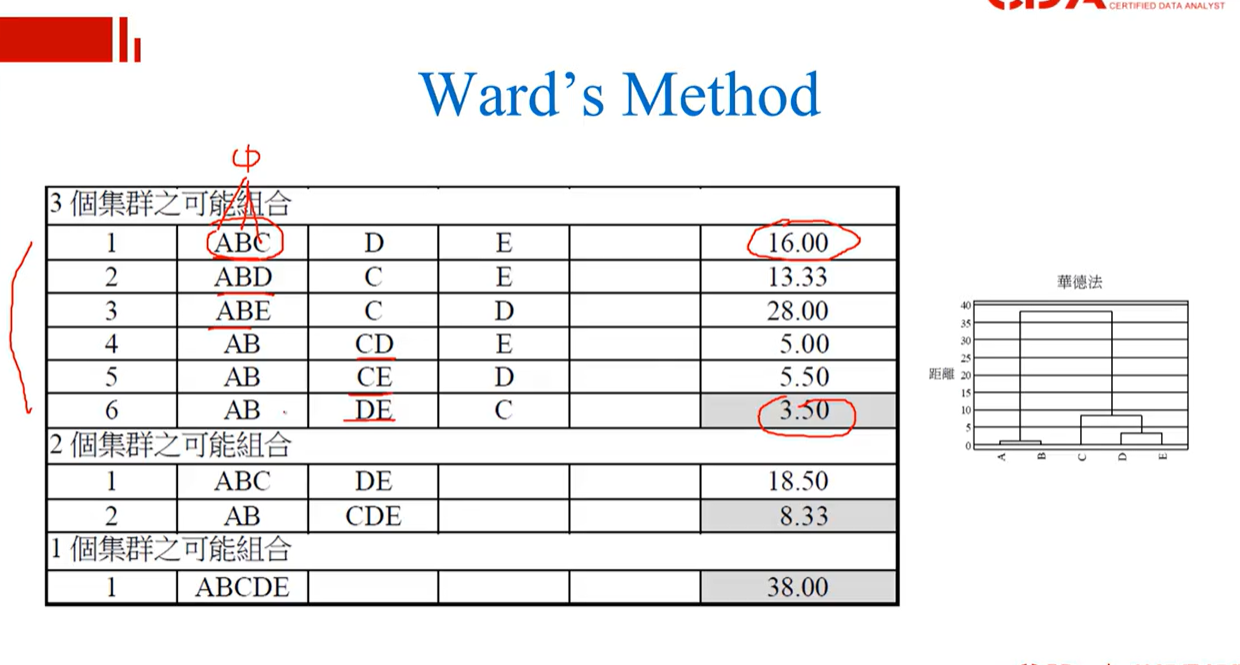 CERTIFIED DATA ANALYST
Ward's Method
中
3 個集群之可能組合
1 ABC D E 16.00
2 ABD C E 13.33
3 ABE C D 28.00
4 AB CD E 5.00
5 AB CE D 5.50
6 AB DE C 3.50
2 個集群之可能組合
1 ABC DE 18.50
2 AB CDE 8.33
1 個集群之可能組合
1 ABCDE 38.00
華德法
40
35
30
25
距離 20
15
10
5
0
A B C D E